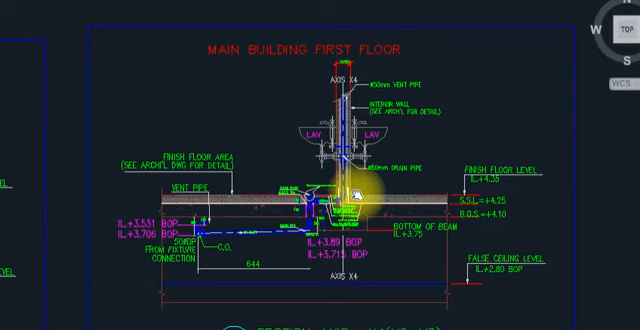 N
W
TOP
S
WCS
MAIN BUILDING FIRST FLOOR
AXIS X4
Ø50mm VENT PIPE
INTERIOR WALL
(SEE ARCH'L FOR DETAIL)
LAV
LAV
Ø50mm DRAIN PIPE
FINISH FLOOR AREA
(SEE ARCH'L DWG FOR DETAIL)
VENT PIPE
FINISH FLOOR LEVEL
IL.+4.35
S.S.L.=+4.25
B.O.S.=+4.10
IL.+3.531 BOP
IL.+3.706 BOP
BOTTOM OF BEAM
IL.+3.75
C.O.
FROM FIXTURE
CONNECTION
IL.+3.89 BOP
IL.+3.715 BOP
644
AXIS X4
FALSE CEILING LEVEL
IL.+2.80 BOP